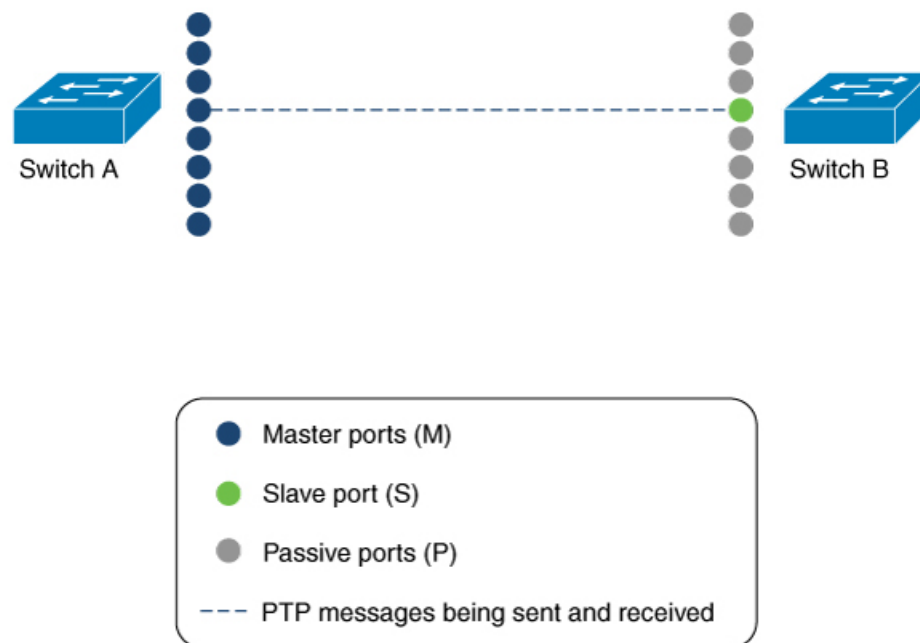 Switch A
Switch B
Master ports (M)
Slave port (S)
Passive ports (P)
PTP messages being sent and received